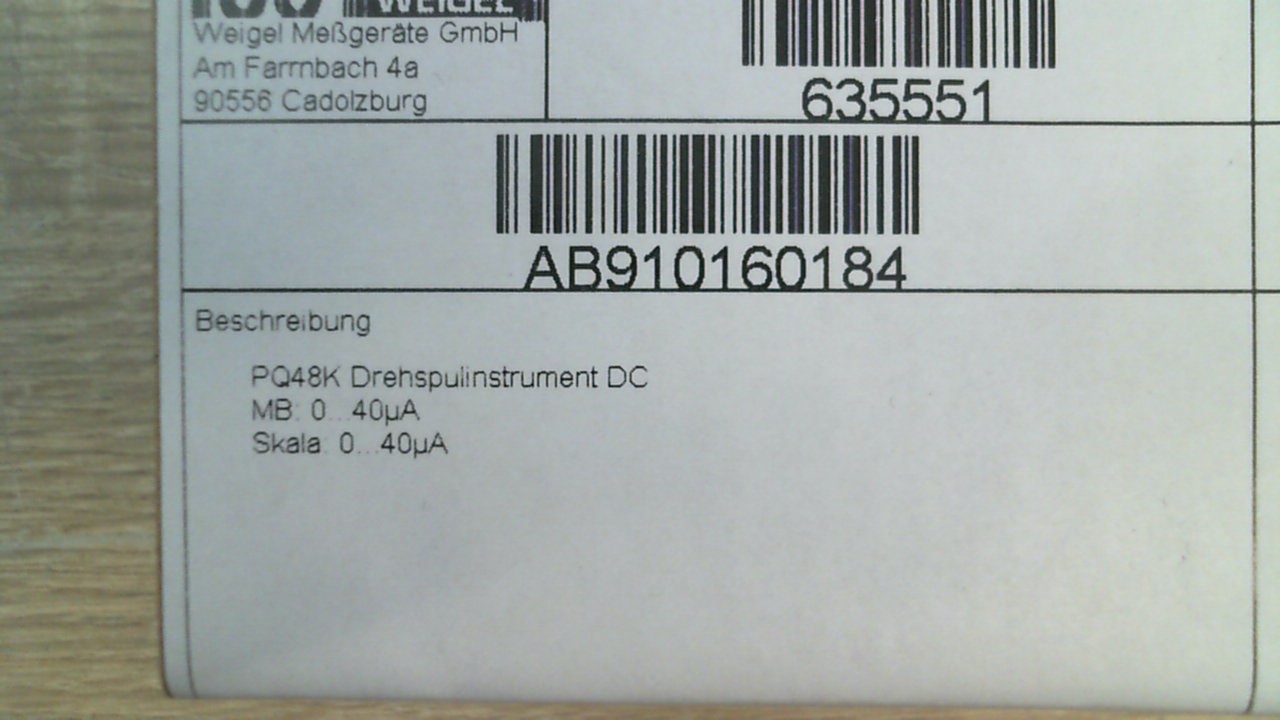 WEIGEL
Weigel Meßgeräte GmbH
Am Farrnbach 4a
90556 Cadolzburg
635551
AB910160184
Beschreibung
PQ48K Drehspulinstrument DC
MB: 0...40µA
Skala: 0...40µA